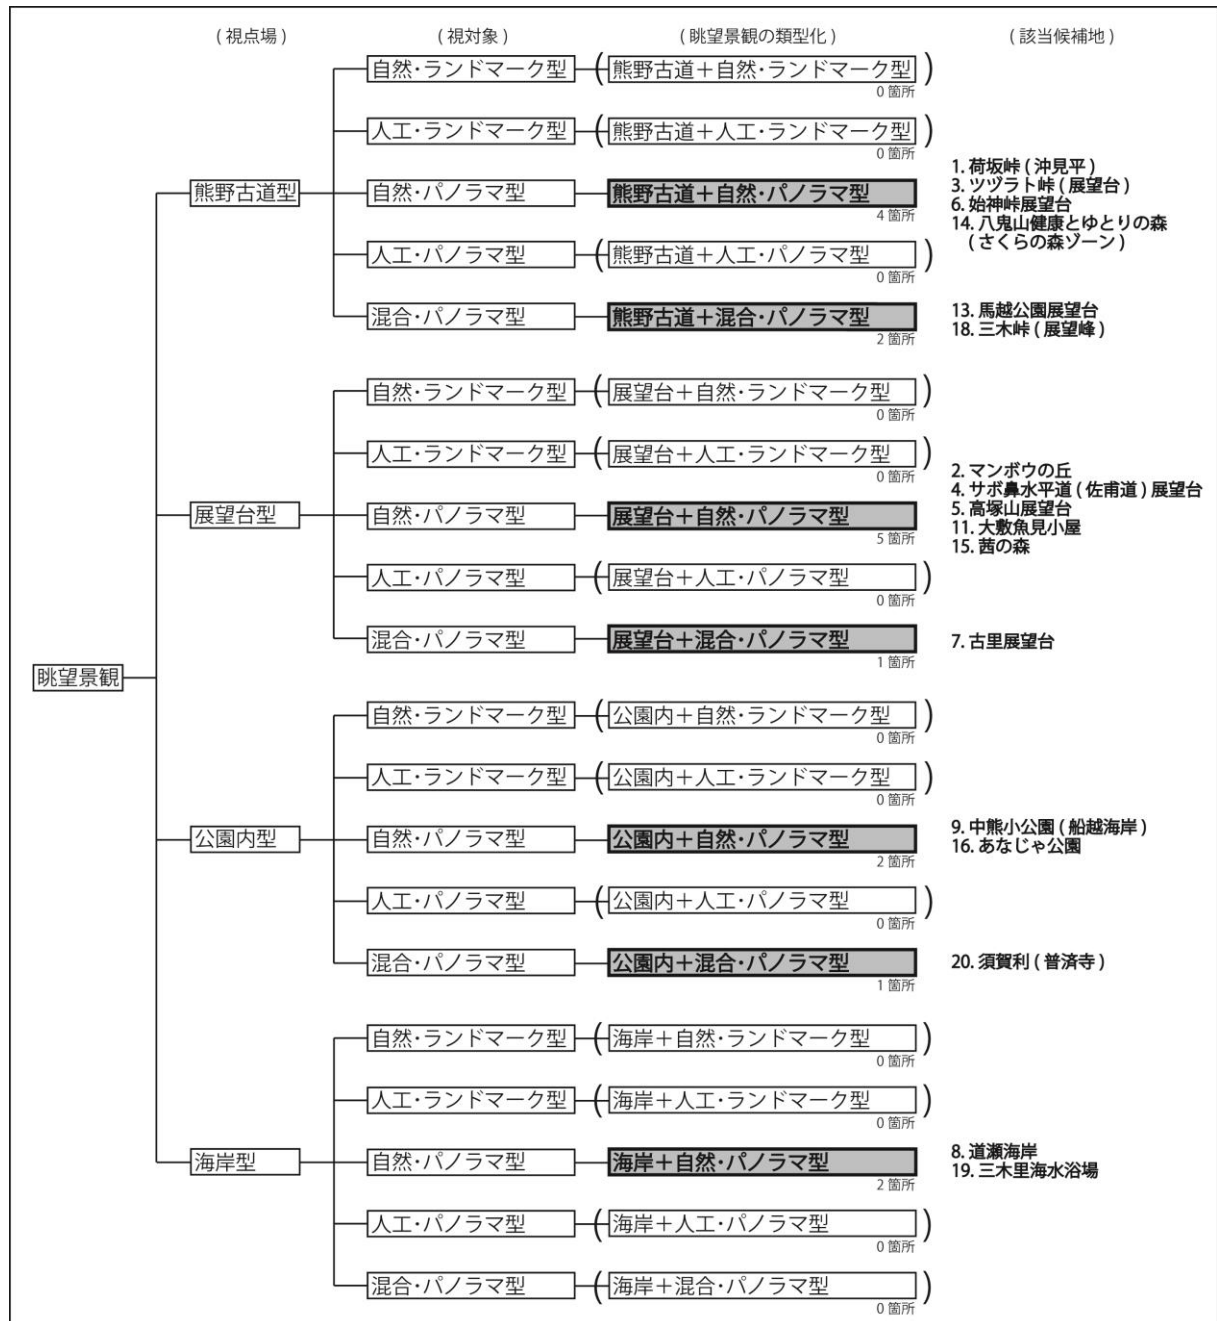 (視点場) (視対象) (眺望景観の類型化) (該当候補地)
眺望景観
熊野古道型
自然・ランドマーク型 (熊野古道+自然・ランドマーク型)
0 箇所
人工・ランドマーク型 (熊野古道+人工・ランドマーク型)
0 箇所
自然・パノラマ型 熊野古道+自然・パノラマ型
4 箇所
1. 荷坂峠 (沖見平)
3. ツヅラト峠 (展望台)
6. 始神峠展望台
14. 八鬼山健康とゆとりの森
(さくらの森ゾーン)
人工・パノラマ型 (熊野古道+人工・パノラマ型)
0 箇所
混合・パノラマ型 熊野古道+混合・パノラマ型
2 箇所
13. 馬越公園展望台
18. 三木峠 (展望峰)
展望台型
自然・ランドマーク型 (展望台+自然・ランドマーク型)
0 箇所
人工・ランドマーク型 (展望台+人工・ランドマーク型)
0 箇所
自然・パノラマ型 展望台+自然・パノラマ型
5 箇所
2. マンボウの丘
4. サボ鼻水平道 (佐甫道) 展望台
5. 高塚山展望台
11. 大敷魚見小屋
15. 茜の森
人工・パノラマ型 (展望台+人工・パノラマ型)
0 箇所
混合・パノラマ型 展望台+混合・パノラマ型
1 箇所
7. 古里展望台
公園内型
自然・ランドマーク型 (公園内+自然・ランドマーク型)
0 箇所
人工・ランドマーク型 (公園内+人工・ランドマーク型)
0 箇所
自然・パノラマ型 公園内+自然・パノラマ型
2 箇所
9. 中熊小公園 (船越海岸)
16. あなじゃ公園
人工・パノラマ型 (公園内+人工・パノラマ型)
0 箇所
混合・パノラマ型 公園内+混合・パノラマ型
1 箇所
20. 須賀利 (普済寺)
海岸型
自然・ランドマーク型 (海岸+自然・ランドマーク型)
0 箇所
人工・ランドマーク型 (海岸+人工・ランドマーク型)
0 箇所
自然・パノラマ型 海岸+自然・パノラマ型
2 箇所
8. 道瀬海岸
19. 三木里海水浴場
人工・パノラマ型 (海岸+人工・パノラマ型)
0 箇所
混合・パノラマ型 (海岸+混合・パノラマ型)
0 箇所